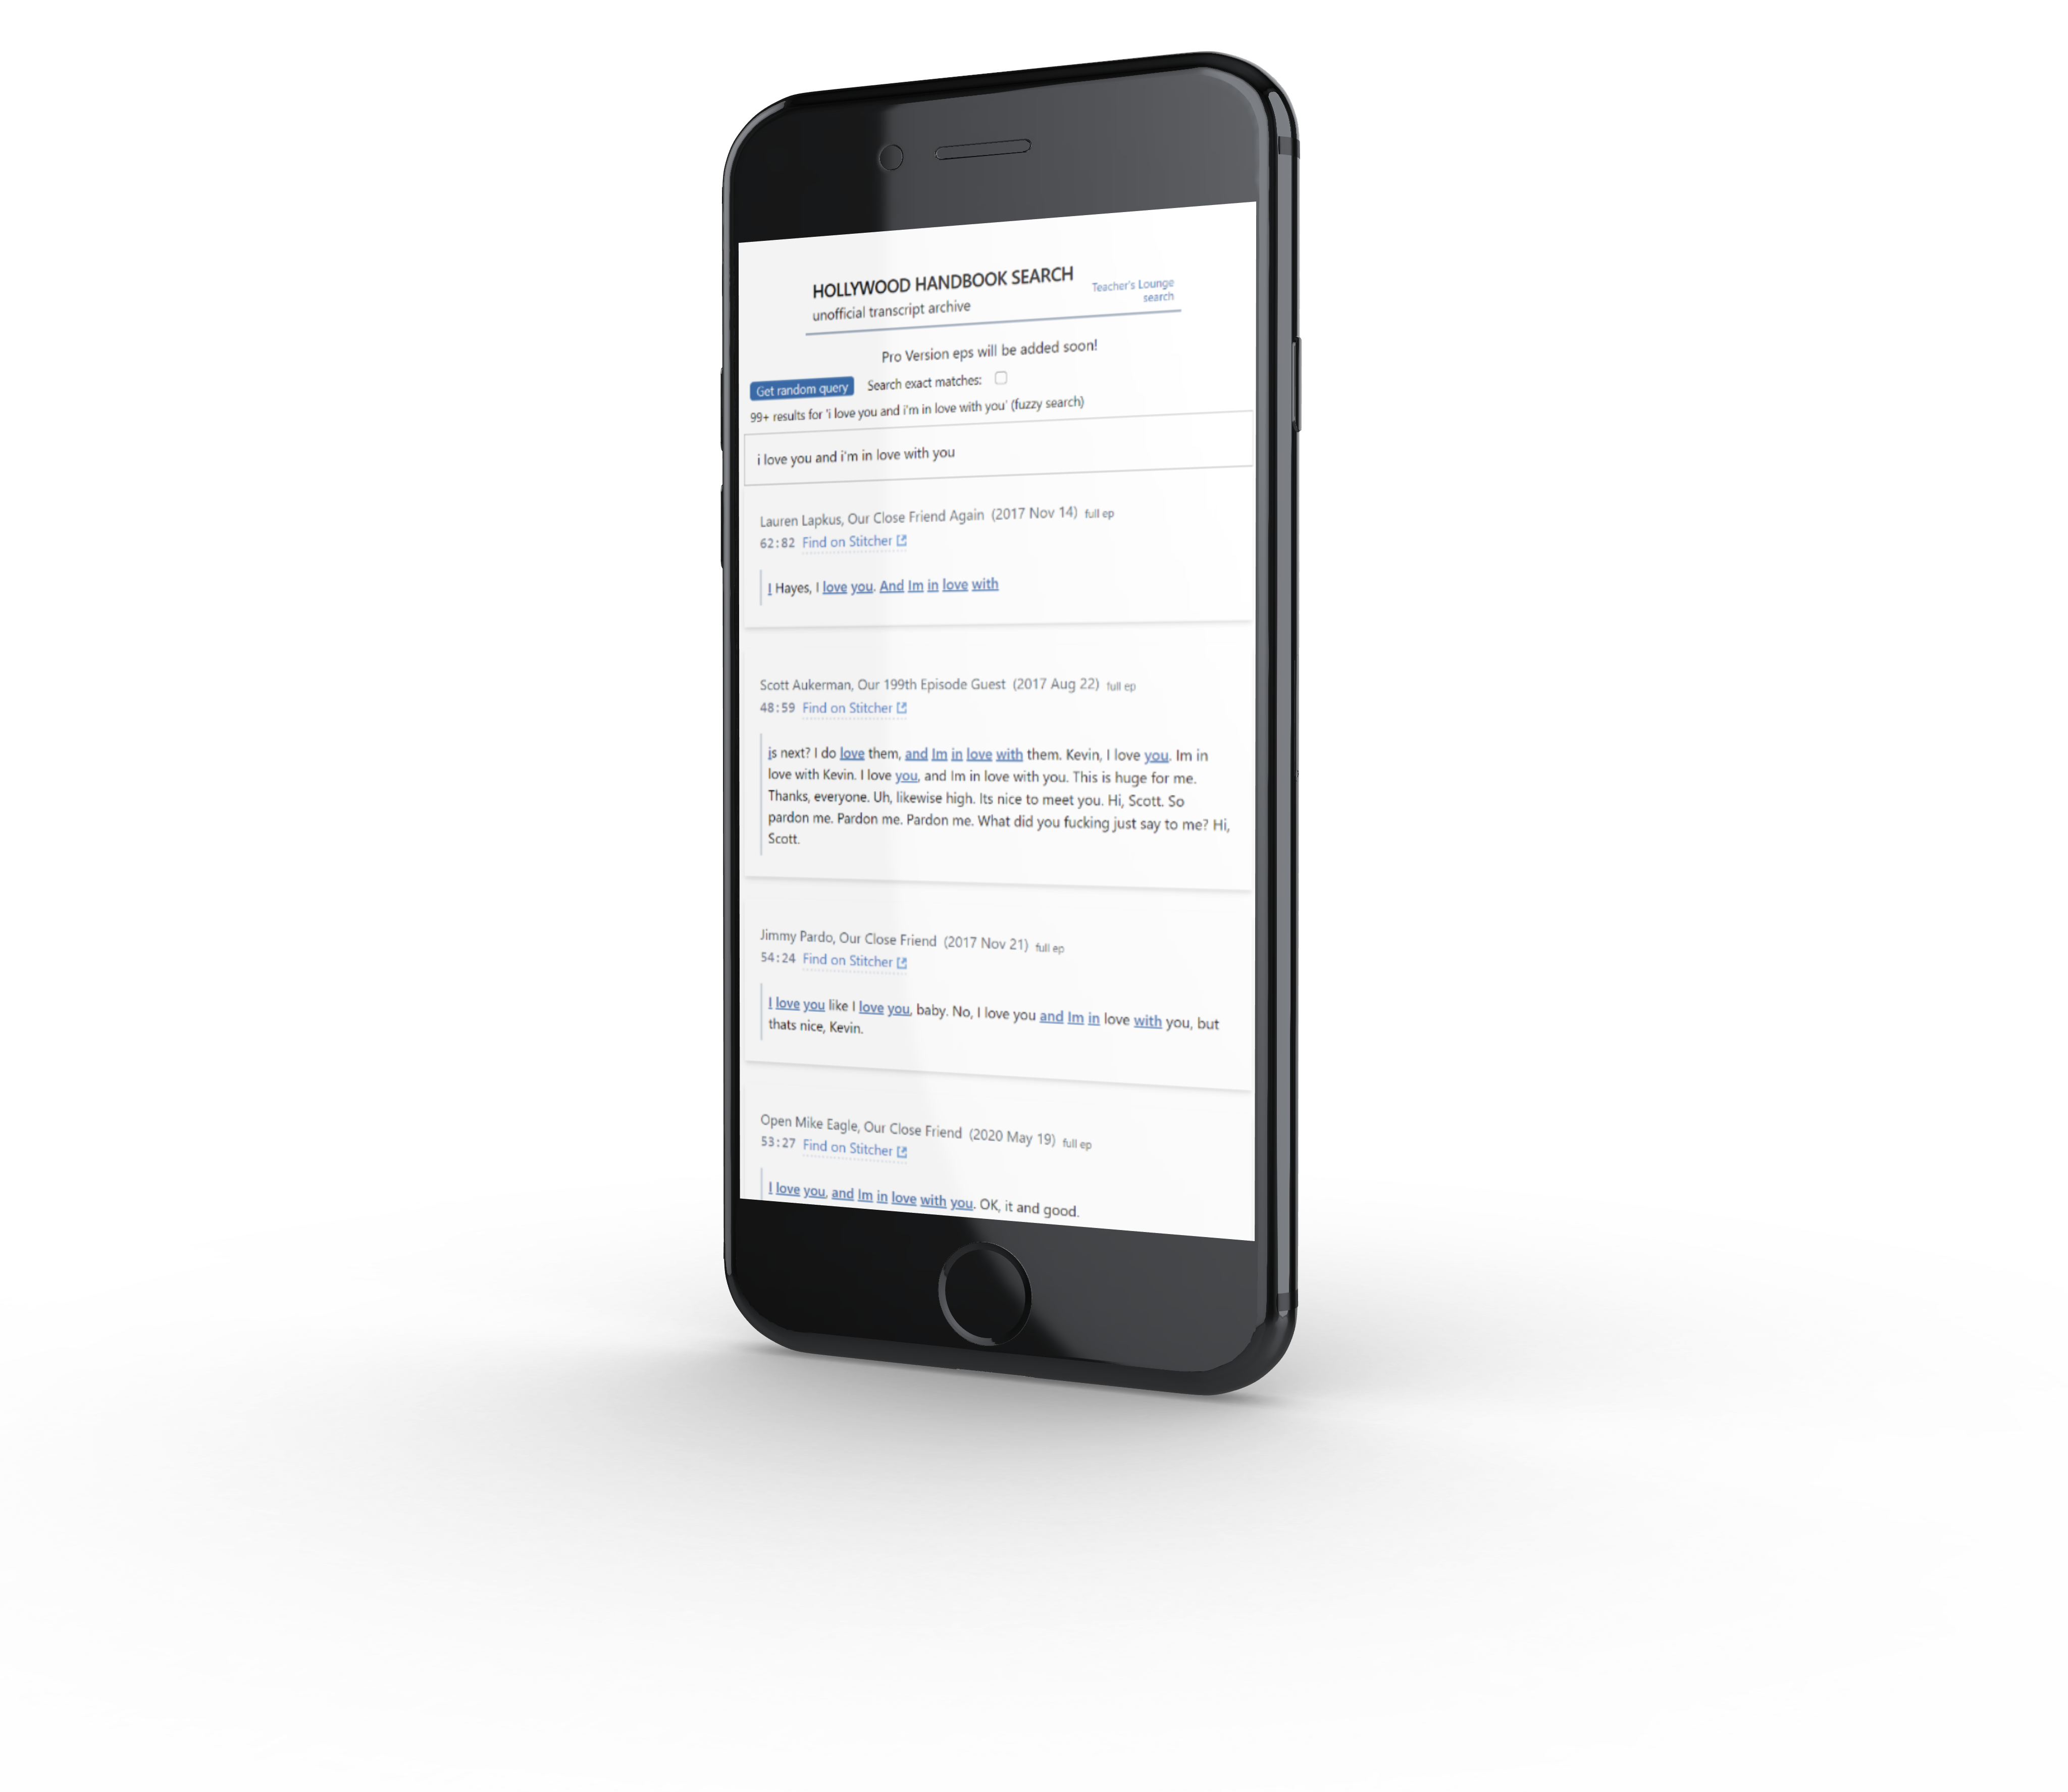 HOLLYWOOD HANDBOOK SEARCH
unofficial transcript archive
Teacher's Lounge
search
Pro Version eps will be added soon!
Get random query
Search exact matches:
99+ results for 'i love you and i'm in love with you' (fuzzy search)
i love you and i'm in love with you
Lauren Lapkus, Our Close Friend Again (2017 Nov 14) full ep
62:82 Find on Stitcher
I Hayes, I love you. And Im in love with
Scott Aukerman, Our 199th Episode Guest (2017 Aug 22) full ep
48:59 Find on Stitcher
is next? I do love them, and Im in love with them. Kevin, I love you. Im in
love with Kevin. I love you, and Im in love with you. This is huge for me.
Thanks, everyone. Uh, likewise high. Its nice to meet you. Hi, Scott. So
pardon me. Pardon me. Pardon me. What did you fucking just say to me? Hi,
Scott.
Jimmy Pardo, Our Close Friend (2017 Nov 21) full ep
54:24 Find on Stitcher
I love you like I love you, baby. No, I love you and Im in love with you, but
thats nice, Kevin.
Open Mike Eagle, Our Close Friend (2020 May 19) full ep
53:27 Find on Stitcher
I love you, and Im in love with you. OK, it and good.